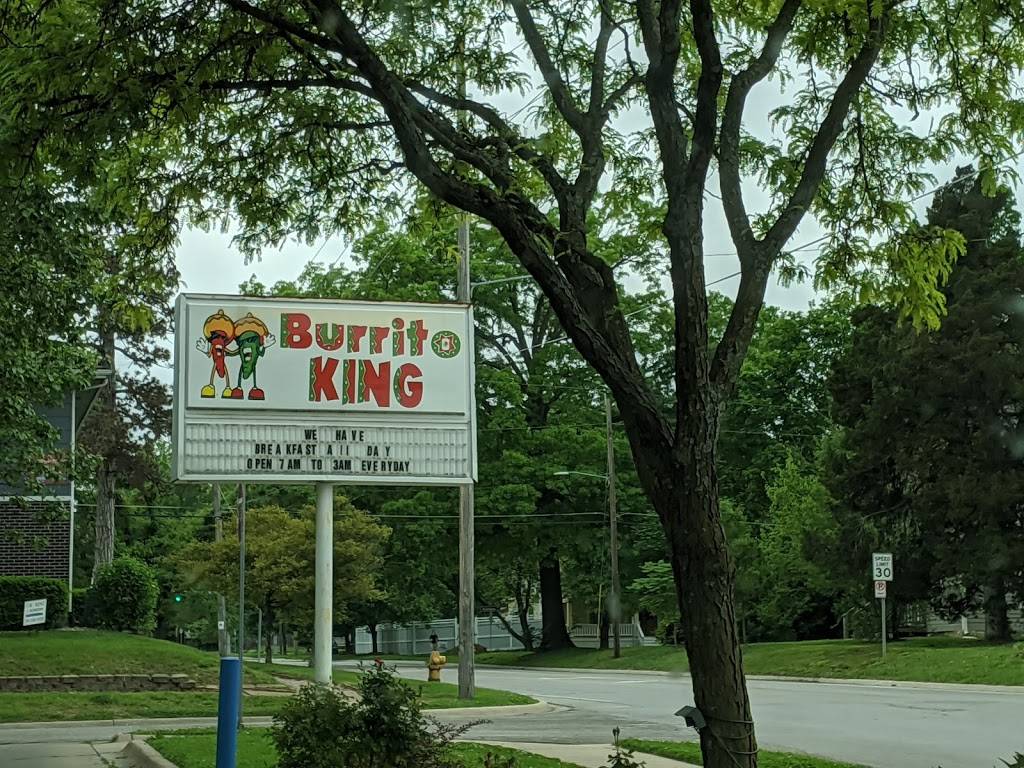 Burrito
KING
WE HAVE
BREAKFAST All DAY
OPEN 7AM TO 3AM EVERYDAY
SPEED
LIMIT
30